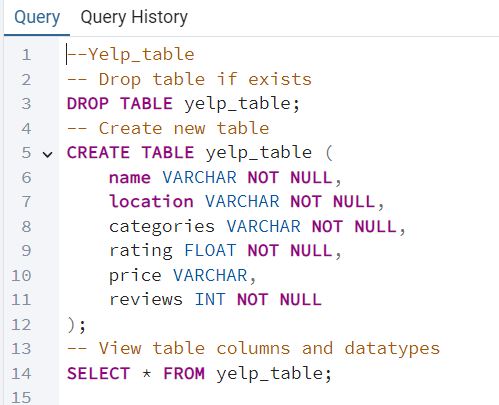 Query Query History
1 --Yelp_table
2 -- Drop table if exists
3 DROP TABLE yelp_table;
4 -- Create new table
5 CREATE TABLE yelp_table (
6 name VARCHAR NOT NULL,
7 location VARCHAR NOT NULL,
8 categories VARCHAR NOT NULL,
9 rating FLOAT NOT NULL,
10 price VARCHAR,
11 reviews INT NOT NULL
12 );
13 -- View table columns and datatypes
14 SELECT * FROM yelp_table;
15